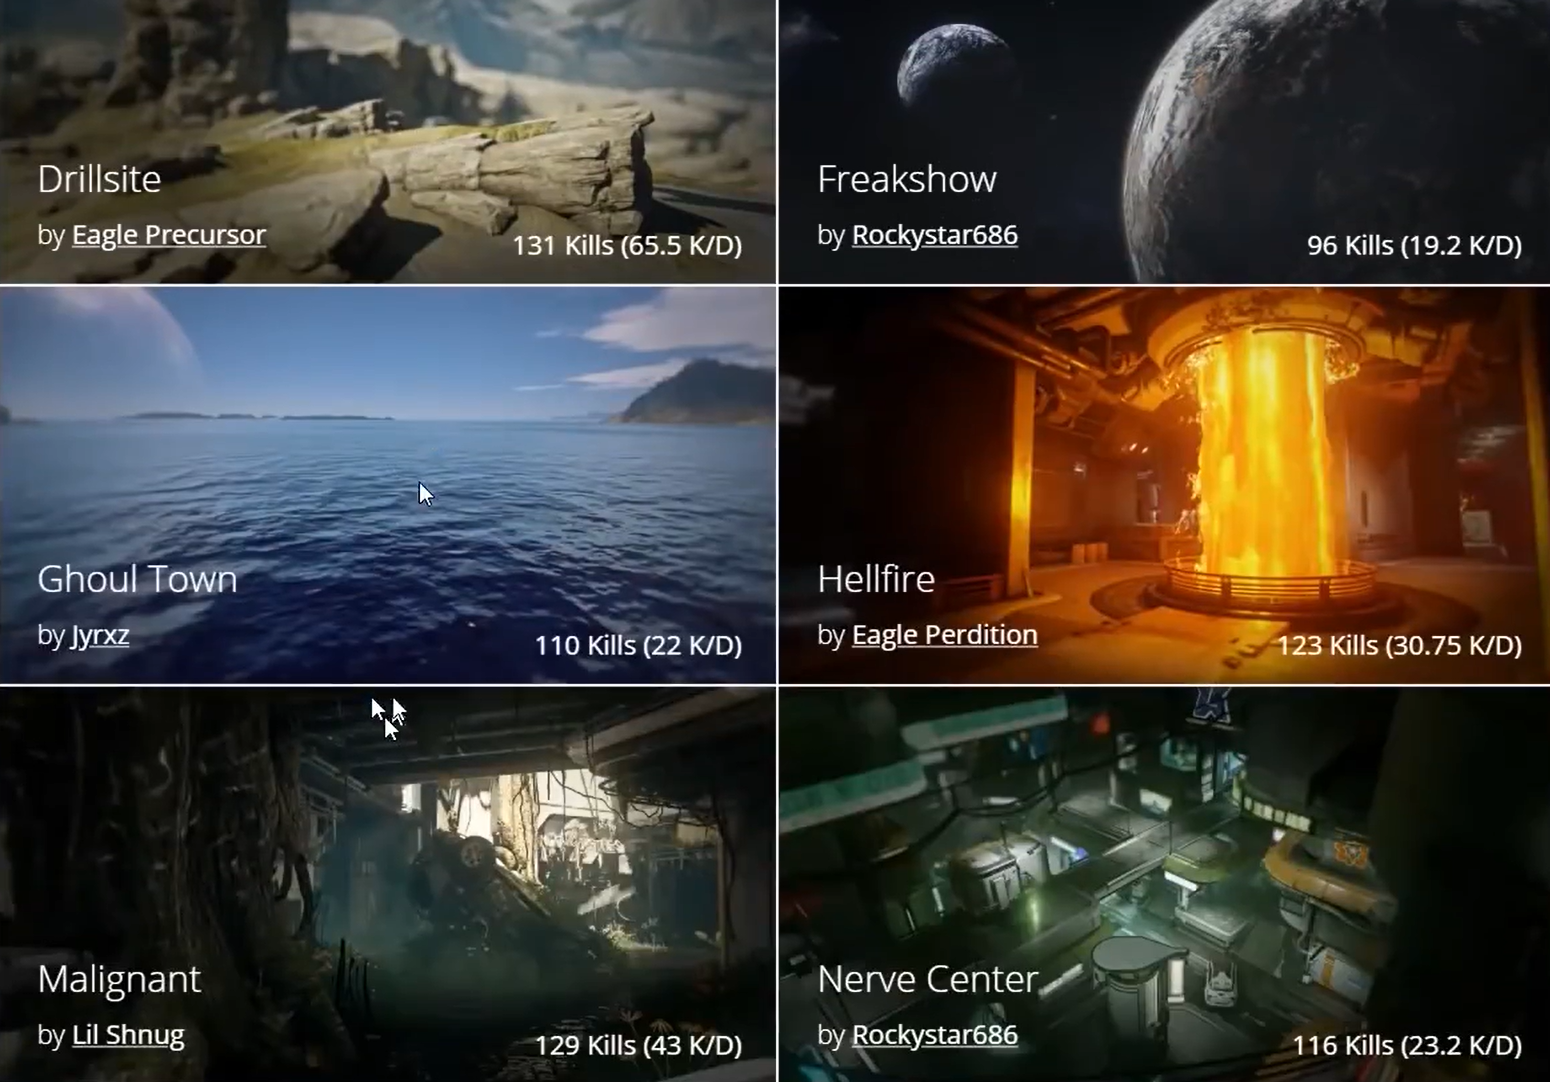 Drillsite
by Eagle Precursor
131 Kills (65.5 K/D)
Freakshow
by Rockystar686
96 Kills (19.2 K/D)
Ghoul Town
by Jyrxz
110 Kills (22 K/D)
Hellfire
by Eagle Perdition
123 Kills (30.75 K/D)
Malignant
by Lil Shnug
129 Kills (43 K/D)
Nerve Center
by Rockystar686
116 Kills (23.2 K/D)